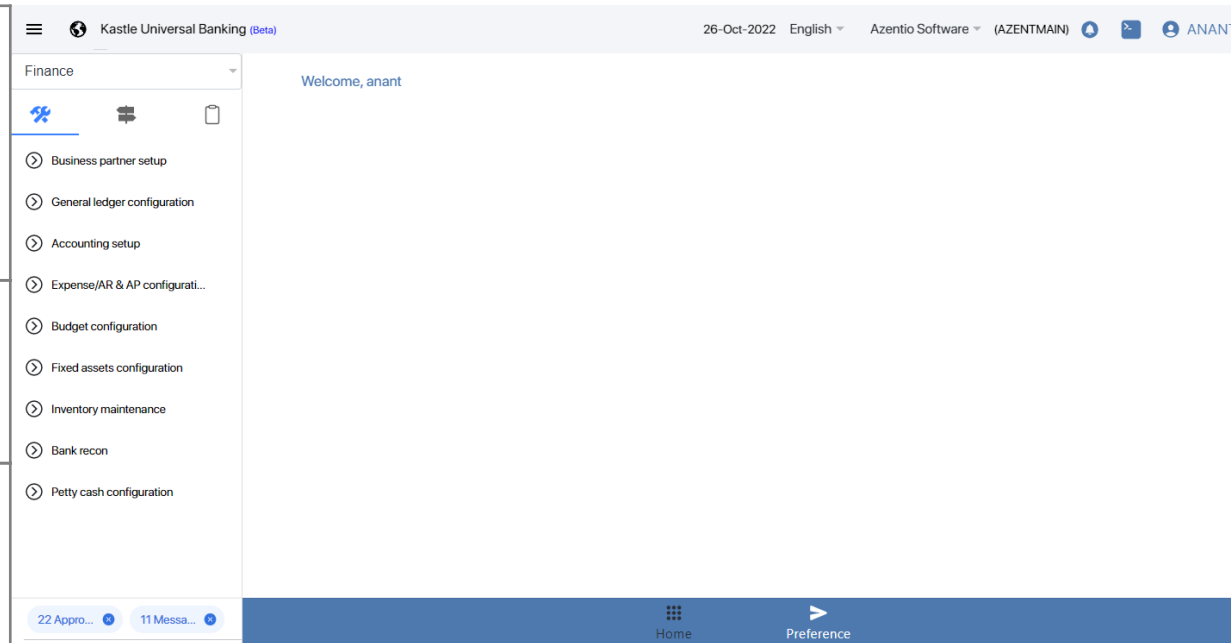 Kastle Universal Banking (Beta) 26-Oct-2022 English Azentio Software (AZENTMAIN) ANANT
Finance
Welcome, anant
Business partner setup
General ledger configuration
Accounting setup
Expense/AR & AP configurati...
Budget configuration
Fixed assets configuration
Inventory maintenance
Bank recon
Petty cash configuration
22 Appro... 11 Messa...
Home Preference